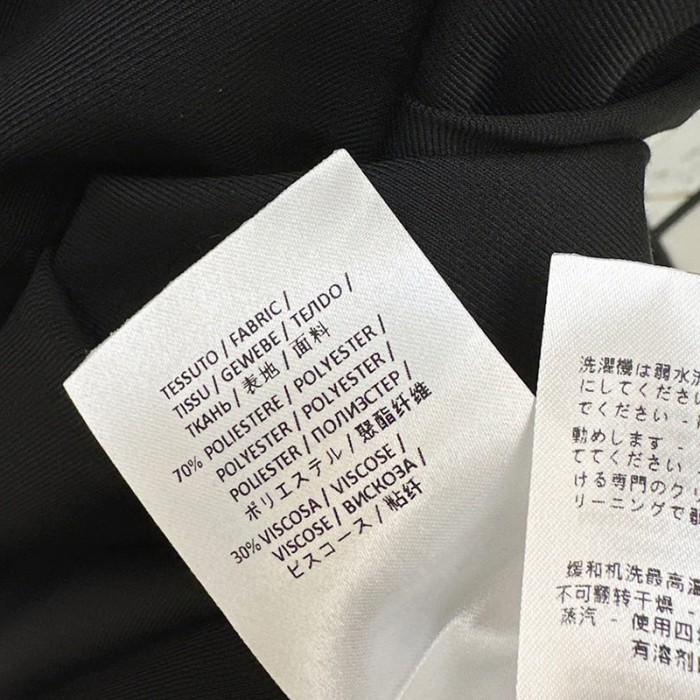 TESSUTO / FABRIC /
TISSU / GEWEBE / ТЕЛДО /
ТКАНЬ / 表地 / 面料
70% POLIESTERE / POLYESTER /
POLYESTER / POLYESTER /
POLIESTER / ПОЛИЭСТЕР /
ポリエステル / 聚酯纤维
30% VISCOSA / VISCOSE /
VISCOSE / ВИСКОЗА /
ビスコース / 粘纤
洗濯機は弱水流
にしてください
でください -
動めします -
ててください
ける専門のク
リーニングで
缓和机洗最高温
不可翻转干燥 -
蒸汽 - 使用四
有溶剂